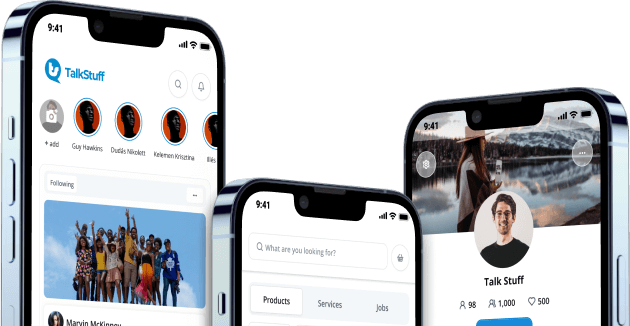 9:41
TalkStuff
+ add
Guy Hawkins
Dudás Nikolett
Kelemen Krisztina
Illés
Following
Marvin McKinney
9:41
What are you looking for?
Products
Services
Jobs
9:41
Talk Stuff
98
1,000
500